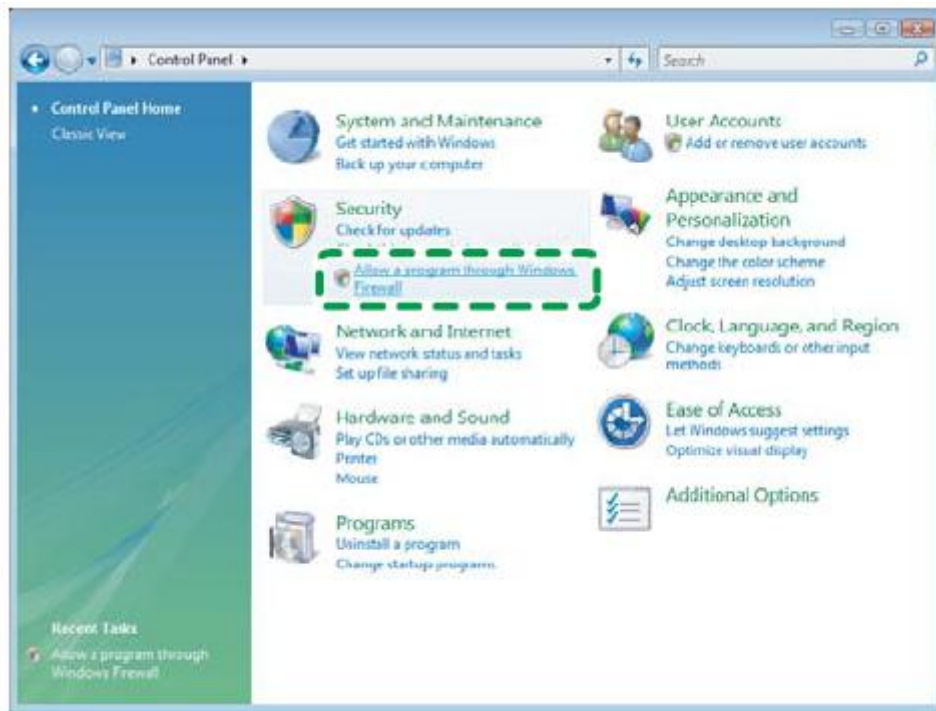 Control Panel
Search
Control Panel Home
Classic View
System and Maintenance
Get started with Windows
Back up your computer
Security
Check for updates
Allow a program through Windows
Firewall
Network and Internet
View network status and tasks
Set up file sharing
Hardware and Sound
Play CDs or other media automatically
Printer
Mouse
Programs
Uninstall a program
Change startup programs
User Accounts
Add or remove user accounts
Appearance and
Personalization
Change desktop background
Change the color scheme
Adjust screen resolution
Clock, Language, and Region
Change keyboards or other input
methods
Ease of Access
Let Windows suggest settings
Optimize visual display
Additional Options
Recent Tasks
Allow a program through
Windows Firewall